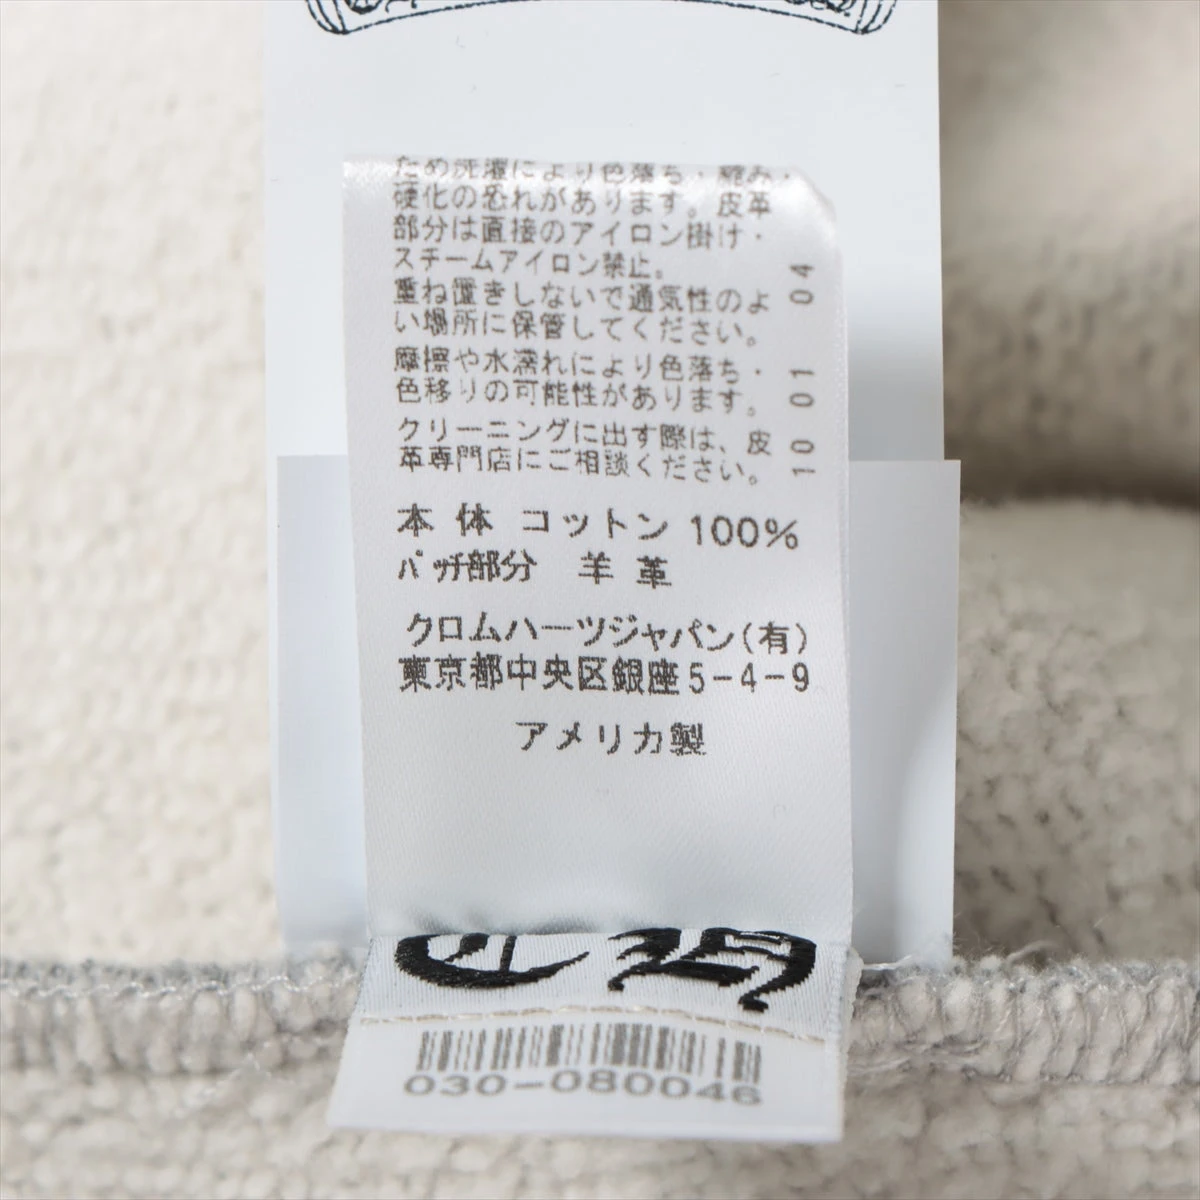 ため洗濯により色落ち・縮み・
硬化の恐れがあります。皮革
部分は直接のアイロン掛け・
スチームアイロン禁止。
重ね置きしないで通気性のよ
い場所に保管してください。
摩擦や水濡れにより色落ち・
色移りの可能性があります。
クリーニングに出す際は、皮
革専門店にご相談ください。
10 01 04
本体 コットン 100%
パッチ部分 羊革
クロムハーツジャパン(有)
東京都中央区銀座5-4-9
アメリカ製
CH
030-080046